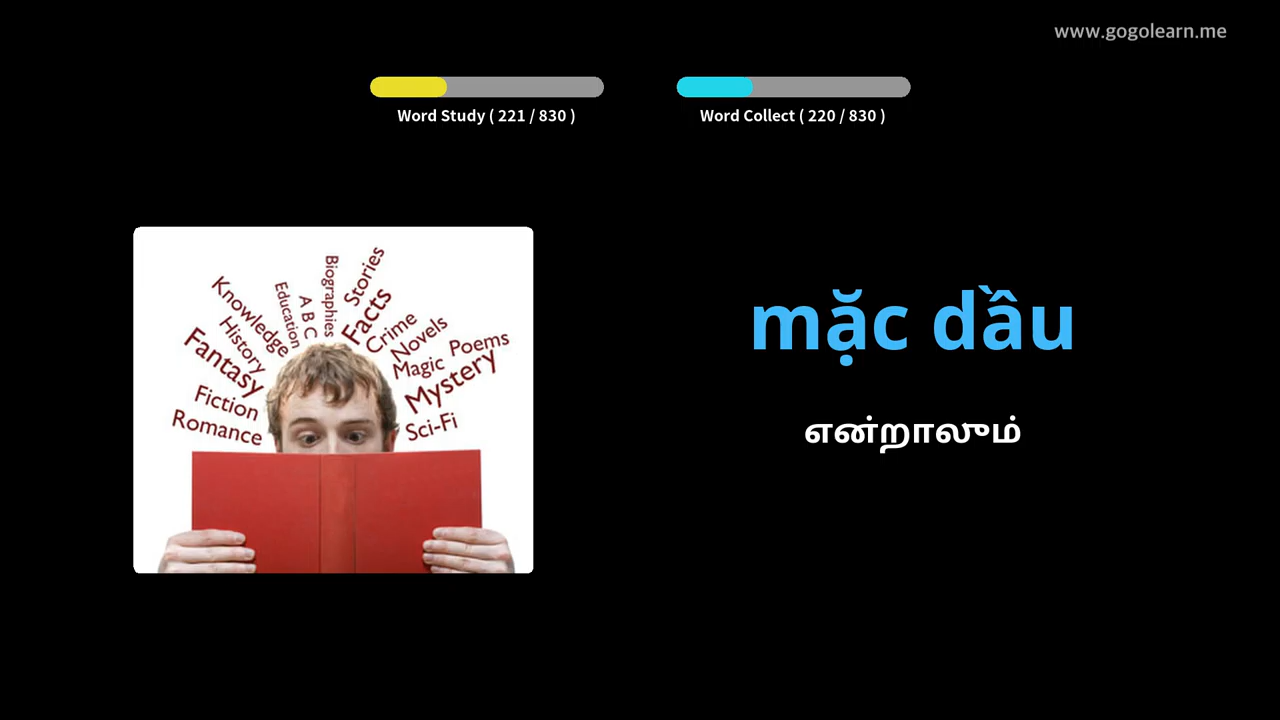 www.gogolearn.me
Word Study ( 221 / 830 )
Word Collect ( 220 / 830 )
Romance
Fiction
Fantasy
History
Knowledge
Education
A B C
Biographies
Stories
Facts
Crime
Novels
Magic
Poems
Mystery
Sci-Fi
mặc dầu
என்றாலும்